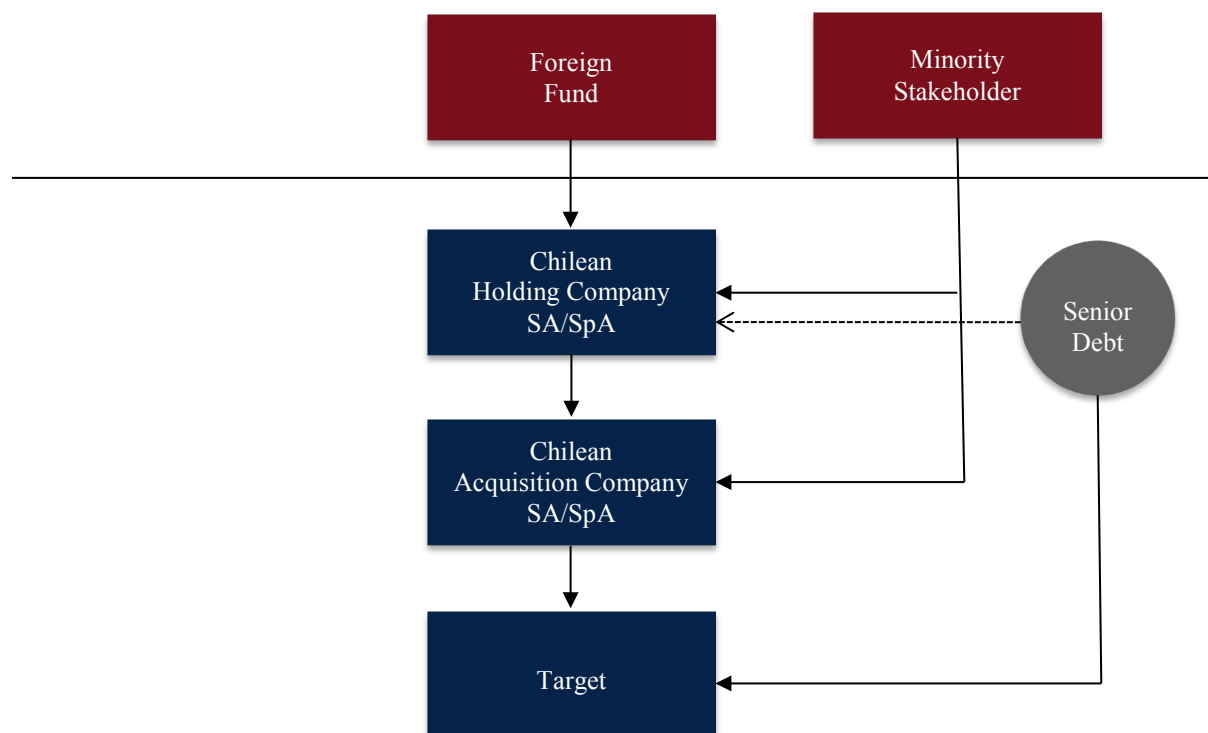 Foreign
Fund
Minority
Stakeholder
Chilean
Holding Company
SA/SpA
Senior
Debt
Chilean
Acquisition Company
SA/SpA
Target